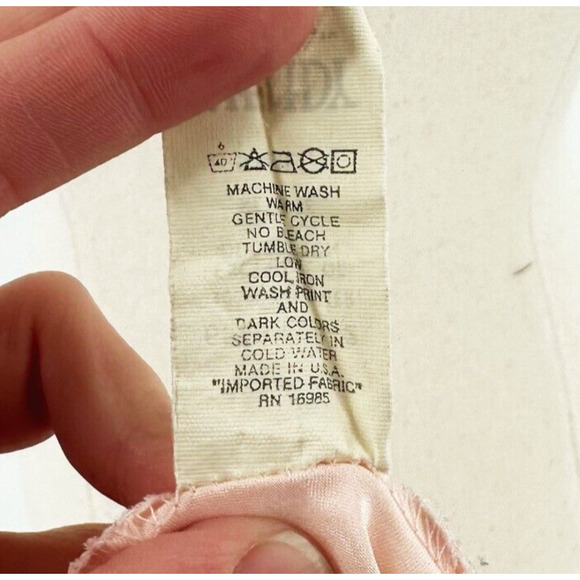 40
MACHINE WASH
WARM
GENTLE CYCLE
NO BLEACH
TUMBLE DRY
LOW
COOL IRON
WASH PRINT
AND
DARK COLORS
SEPARATELY IN
COLD WATER
MADE IN U.S.A.
"IMPORTED FABRIC"
RN 16985